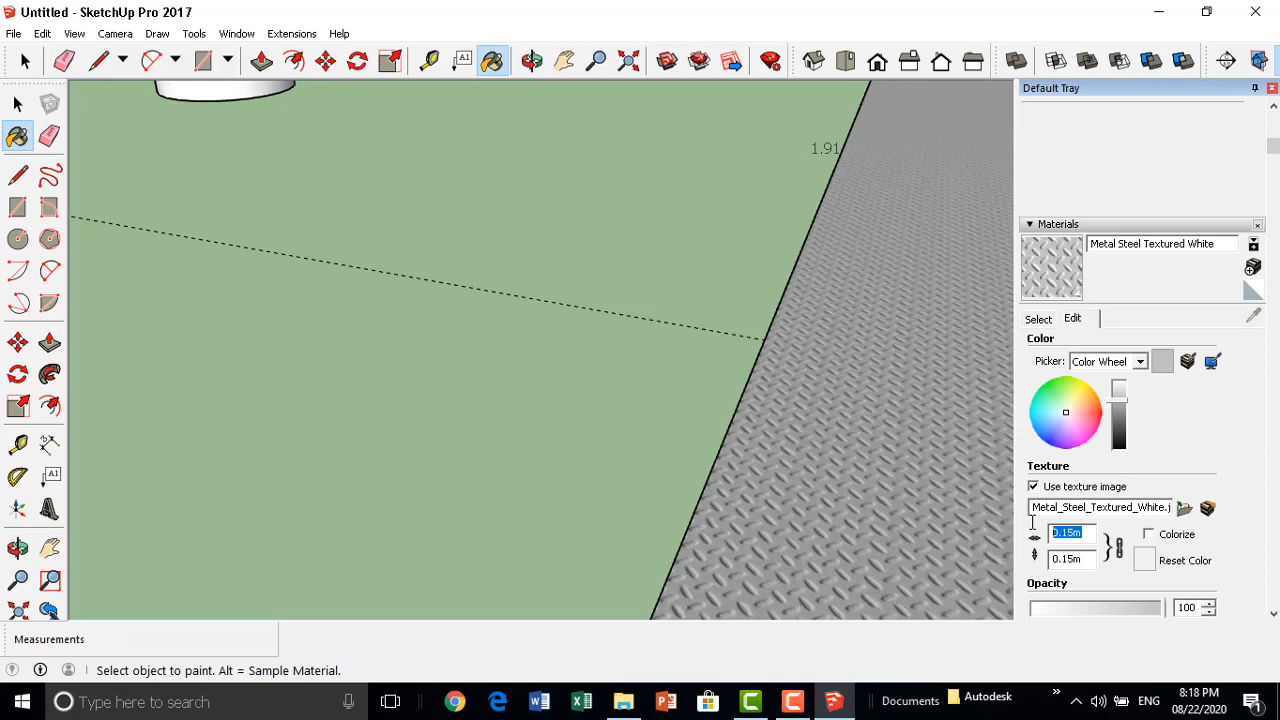 Untitled - SketchUp Pro 2017
File Edit View Camera Draw Tools Window Extensions Help
A1
Default Tray
1.91
Materials
Metal Steel Textured White
Select Edit
Color
Picker: Color Wheel
Texture
Use texture image
Metal_Steel_Textured_White.j
0.15m
Colorize
0.15m
Reset Color
A1
Opacity
100
Measurements
Select object to paint. Alt = Sample Material.
Type here to search
Documents
Autodesk
ENG
8:18 PM
08/22/2020
1